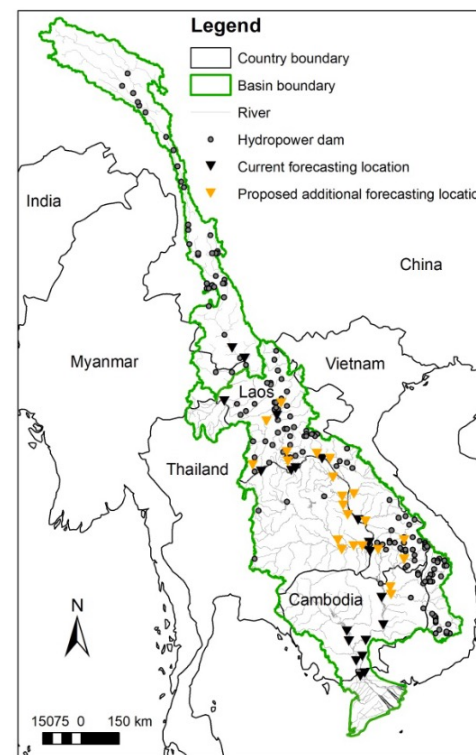 Legend
Country boundary
Basin boundary
River
Hydropower dam
Current forecasting location
Proposed additional forecasting location
India
China
Myanmar
Vietnam
Laos
Thailand
Cambodia
N
15075 0 150 km